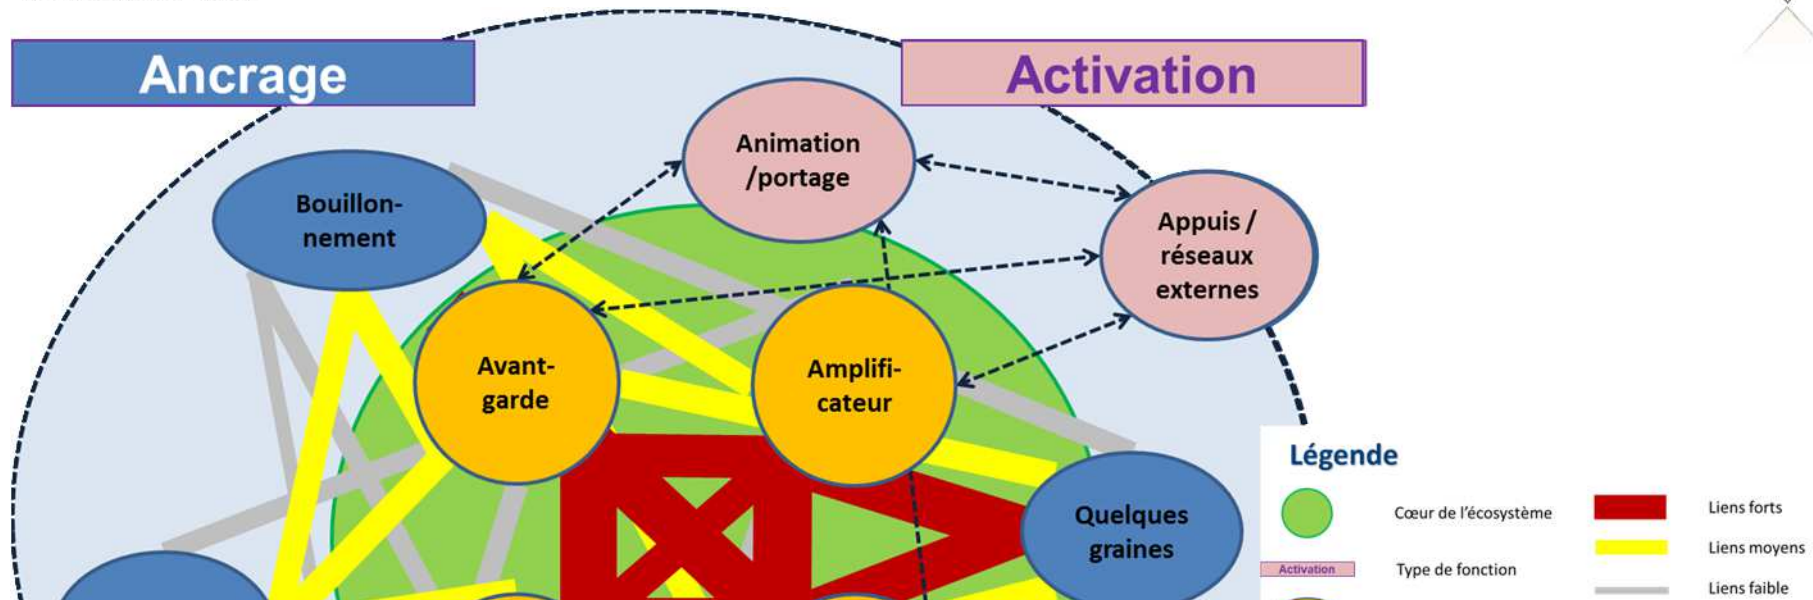 Ancrage
Activation
Animation
/portage
Bouillon-
nement
Appuis /
réseaux
externes
Avant-
garde
Amplifi-
cateur
Quelques
graines
Légende
Cœur de l'écosystème
Liens forts
Liens moyens
Activation
Type de fonction
Liens faible